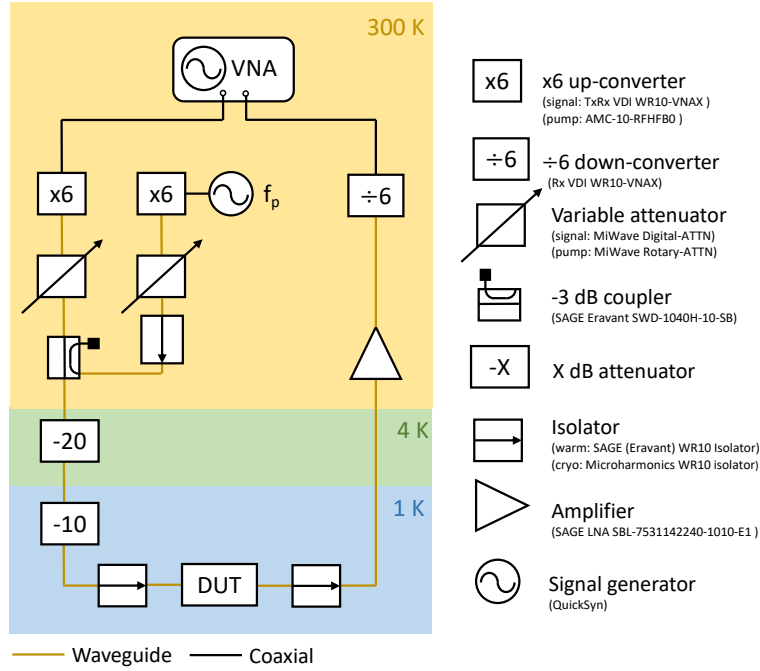 300 K
VNA
x6
x6
fp
÷6
-20
4 K
-10
1 K
DUT
Waveguide
Coaxial
x6
x6 up-converter
(signal: TxRx VDI WR10-VNAX )
(pump: AMC-10-RFHFB0 )
÷6
÷6 down-converter
(Rx VDI WR10-VNAX)
Variable attenuator
(signal: MiWave Digital-ATTN)
(pump: MiWave Rotary-ATTN)
-3 dB coupler
(SAGE Eravant SWD-1040H-10-SB)
-X
X dB attenuator
Isolator
(warm: SAGE (Eravant) WR10 Isolator)
(cryo: Microharmonics WR10 isolator)
Amplifier
(SAGE LNA SBL-7531142240-1010-E1 )
Signal generator
(QuickSyn)